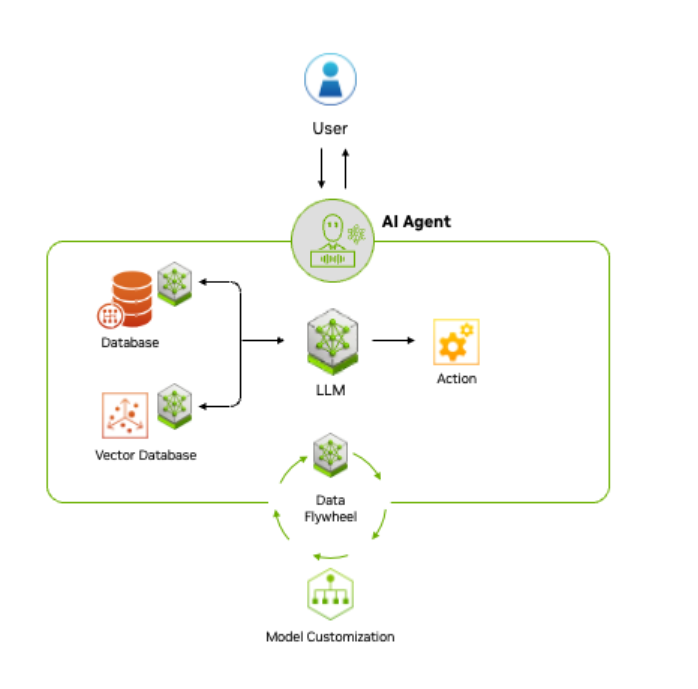 User
AI Agent
Database
LLM
Action
Vector Database
Data
Flywheel
Model Customization